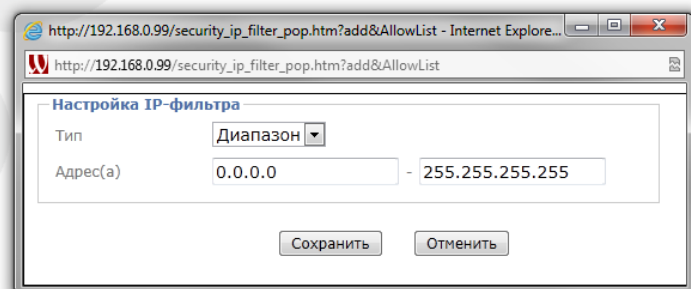 http://192.168.0.99/security_ip_filter_pop.htm?add&AllowList - Internet Explore...
http://192.168.0.99/security_ip_filter_pop.htm?add&AllowList
Настройка IP-фильтра
Тип Диапазон
Адрес(а) 0.0.0.0 - 255.255.255.255
Сохранить Отменить